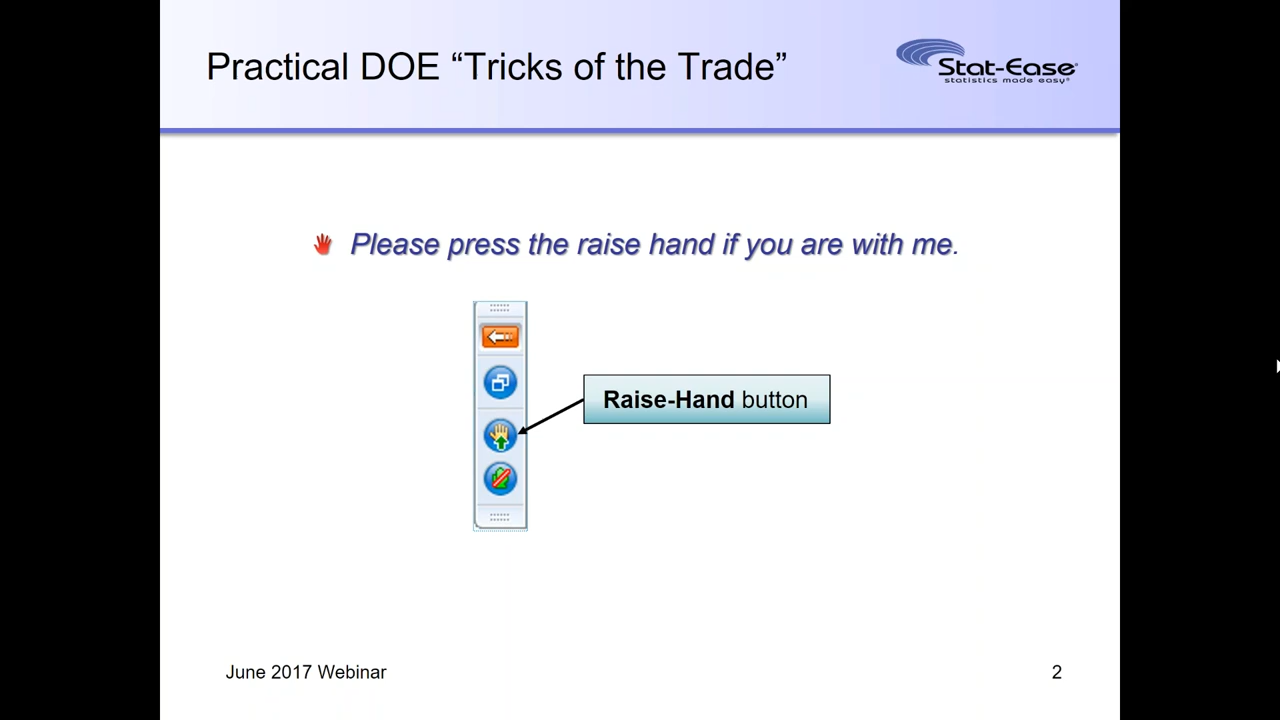 Practical DOE “Tricks of the Trade”
Stat-Ease
statistics made easy®
Please press the raise hand if you are with me.
Raise-Hand button
June 2017 Webinar
2